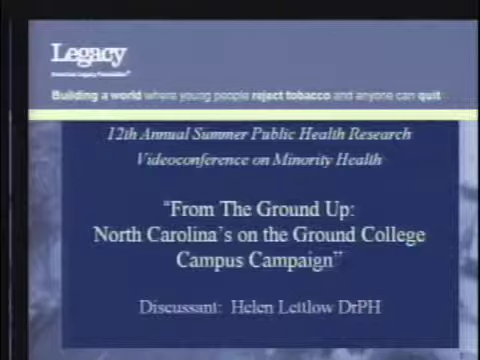 Legacy
American Legacy Foundation®
Building a world where young people reject tobacco and anyone can quit
12th Annual Summer Public Health Research
Videoconference on Minority Health
"From The Ground Up:
North Carolina's on the Ground College
Campus Campaign"
Discussant: Helen Lettlow DrPH